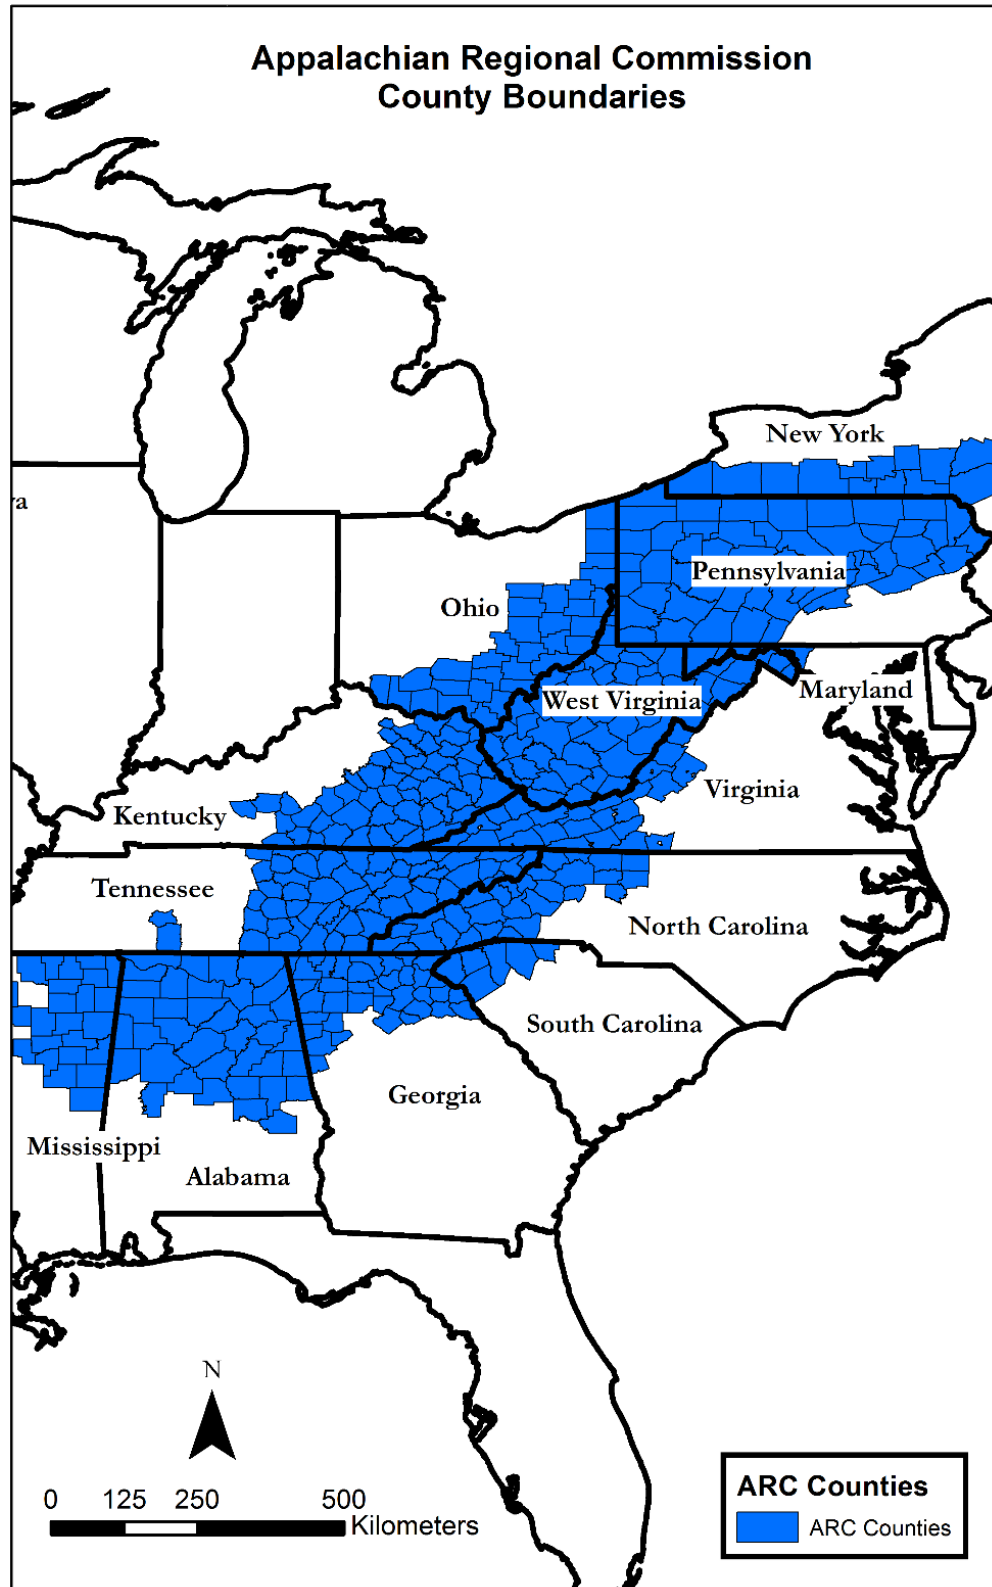 Appalachian Regional Commission
County Boundaries
New York
va
Pennsylvania
Ohio
West Virginia
Maryland
Virginia
Kentucky
Tennessee
North Carolina
South Carolina
Georgia
Mississippi
Alabama
N
0 125 250 500
Kilometers
ARC Counties
ARC Counties